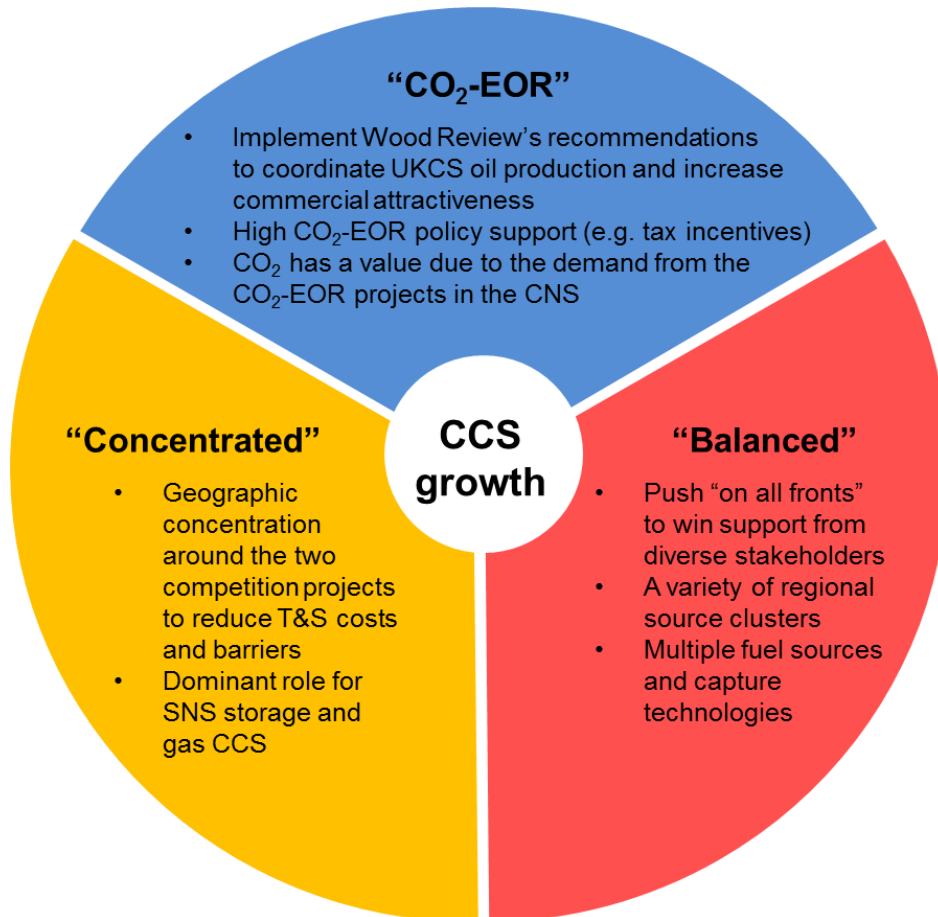 “CO₂-EOR”
• Implement Wood Review’s recommendations
to coordinate UKCS oil production and increase
commercial attractiveness
• High CO₂-EOR policy support (e.g. tax incentives)
• CO₂ has a value due to the demand from the
CO₂-EOR projects in the CNS
“Concentrated”
• Geographic
concentration
around the two
competition projects
to reduce T&S costs
and barriers
• Dominant role for
SNS storage and
gas CCS
CCS
growth
“Balanced”
• Push “on all fronts”
to win support from
diverse stakeholders
• A variety of regional
source clusters
• Multiple fuel sources
and capture
technologies